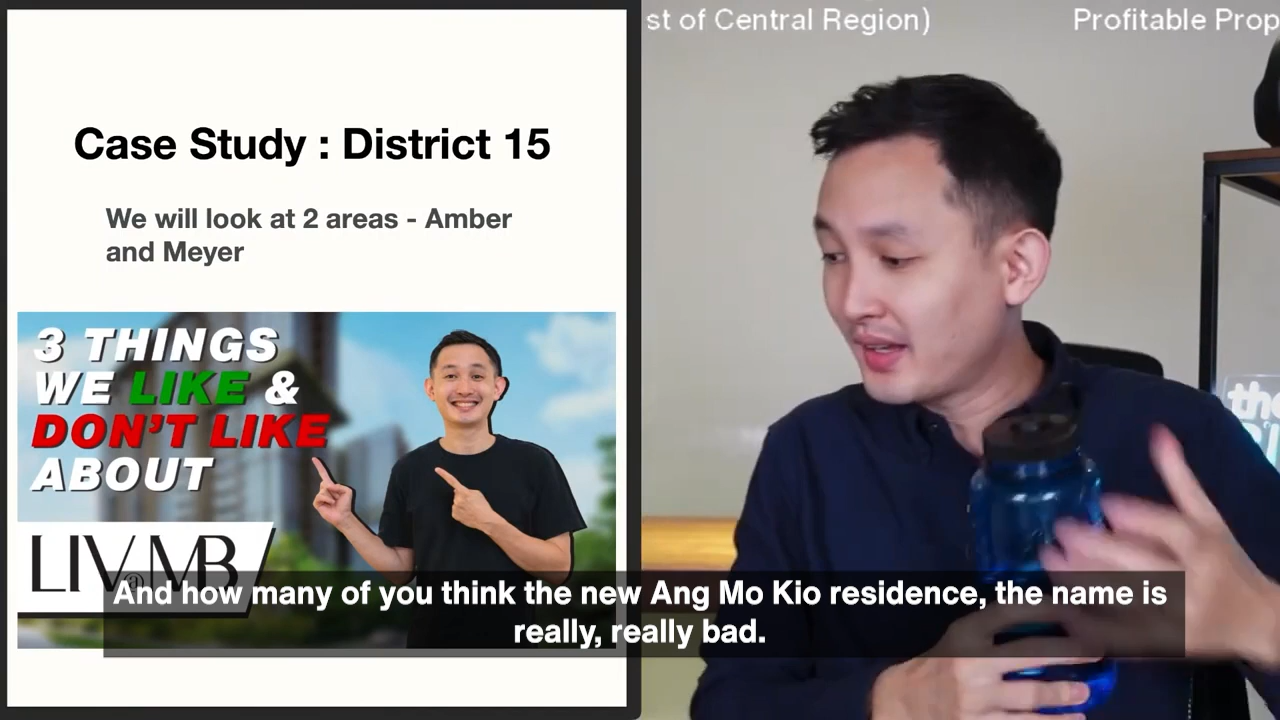 st of Central Region)
Profitable Prop
Case Study : District 15
We will look at 2 areas - Amber
and Meyer
3 THINGS
WE LIKE &
DON'T LIKE
ABOUT
LIV@MB
And how many of you think the new Ang Mo Kio residence, the name is
really, really bad.
the